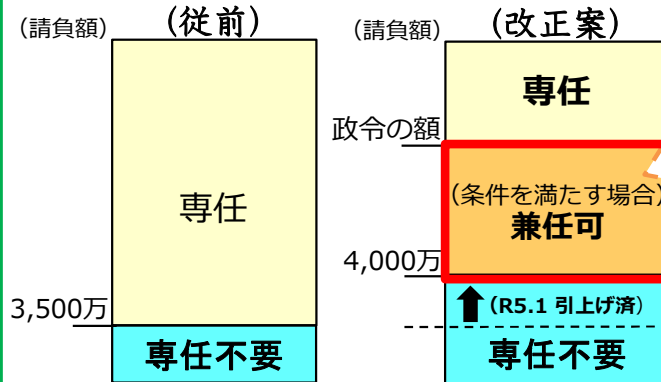 (従前)
(請負額)
専任
3,500万
専任不要
(改正案)
(請負額)
専任
政令の額
(条件を満たす場合)
兼任可
4,000万
(R5.1 引上げ済)
専任不要